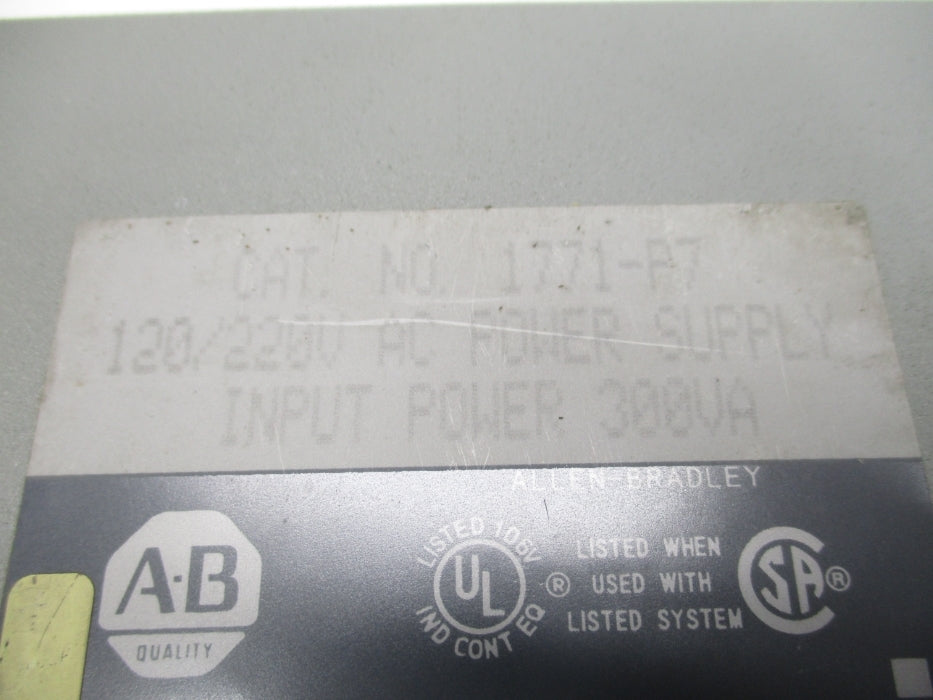 CAT. NO. 1771-P7
120/220V AC POWER SUPPLY
INPUT POWER 300VA
ALLEN-BRADLEY
A-B
QUALITY
LISTED 106V
UL ®
IND CONT EQ
LISTED WHEN
USED WITH
LISTED SYSTEM
SA ®